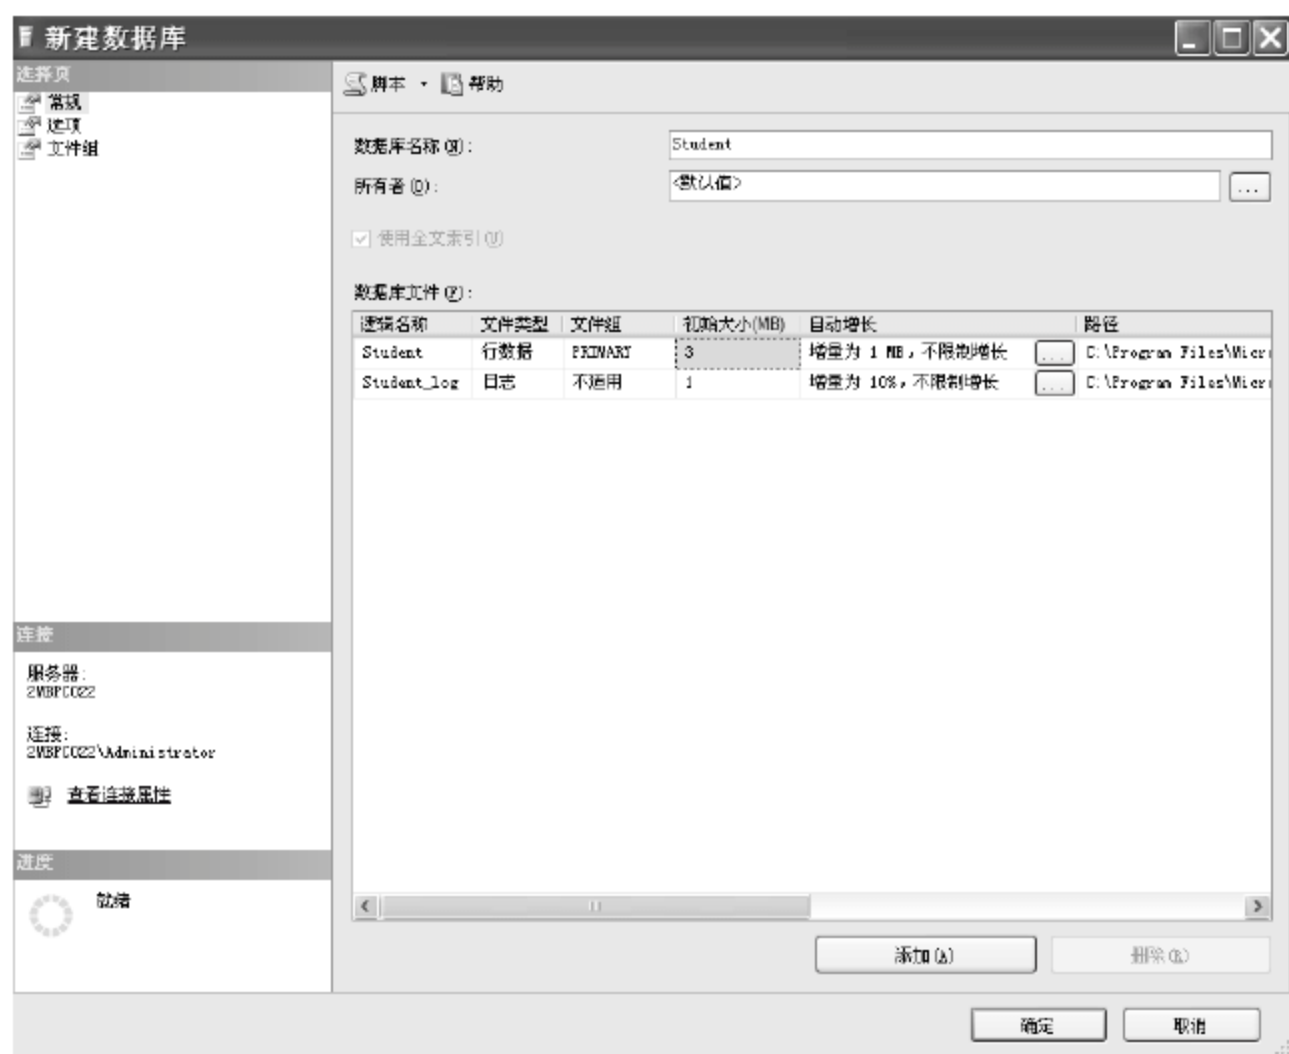 新建数据库
选择页
常规
选项
文件组
脚本 帮助
数据库名称(N):
Student
所有者(O):
<默认值>
...
使用全文索引(U)
数据库文件(F):
逻辑名称 文件类型 文件组 初始大小(MB) 自动增长 路径
Student 行数据 PRIMARY 3 增量为 1 MB，不限制增长 ... C:\Program Files\Micr
Student_log 日志 不适用 1 增量为 10%，不限制增长 ... C:\Program Files\Micr
连接
服务器:
连接:
\Administrator
查看连接属性
进度
就绪
添加(A)
删除(R)
确定
取消